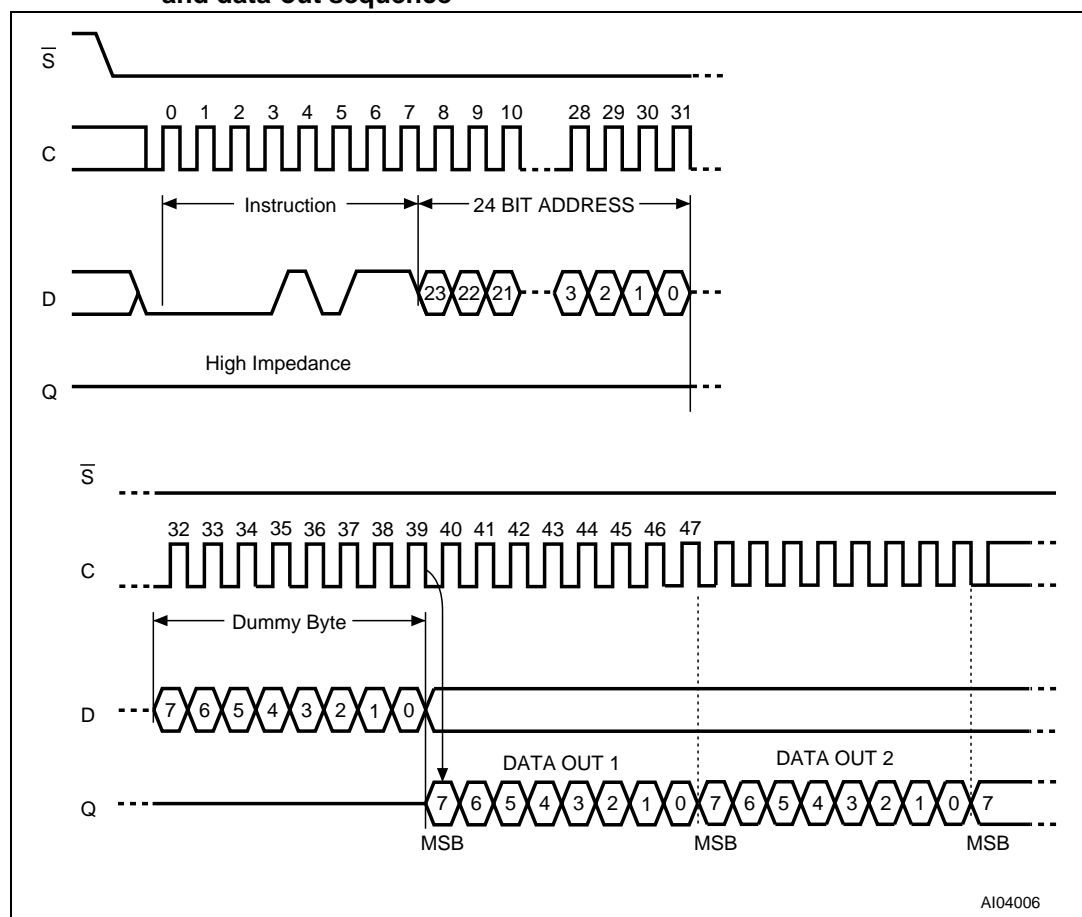 and data-out sequence
S
0 1 2 3 4 5 6 7 8 9 10 28 29 30 31
C
Instruction 24 BIT ADDRESS
D 23 22 21 3 2 1 0
High Impedance
Q
S
32 33 34 35 36 37 38 39 40 41 42 43 44 45 46 47
C
Dummy Byte
D 7 6 5 4 3 2 1 0
DATA OUT 1 DATA OUT 2
Q 7 6 5 4 3 2 1 0 7 6 5 4 3 2 1 0 7
MSB MSB MSB
AI04006